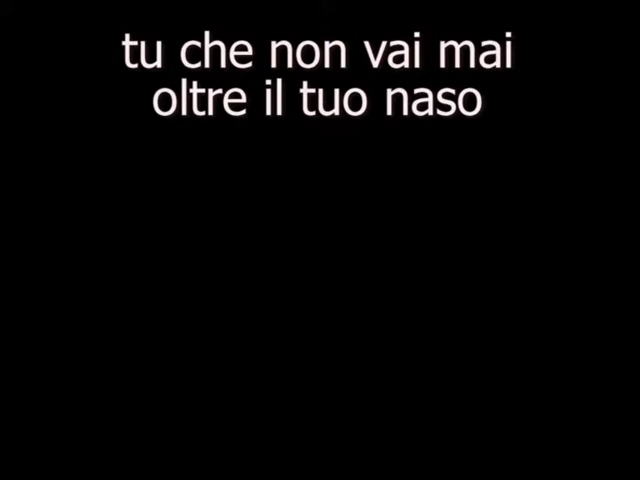 tu che non vai mai
oltre il tuo naso